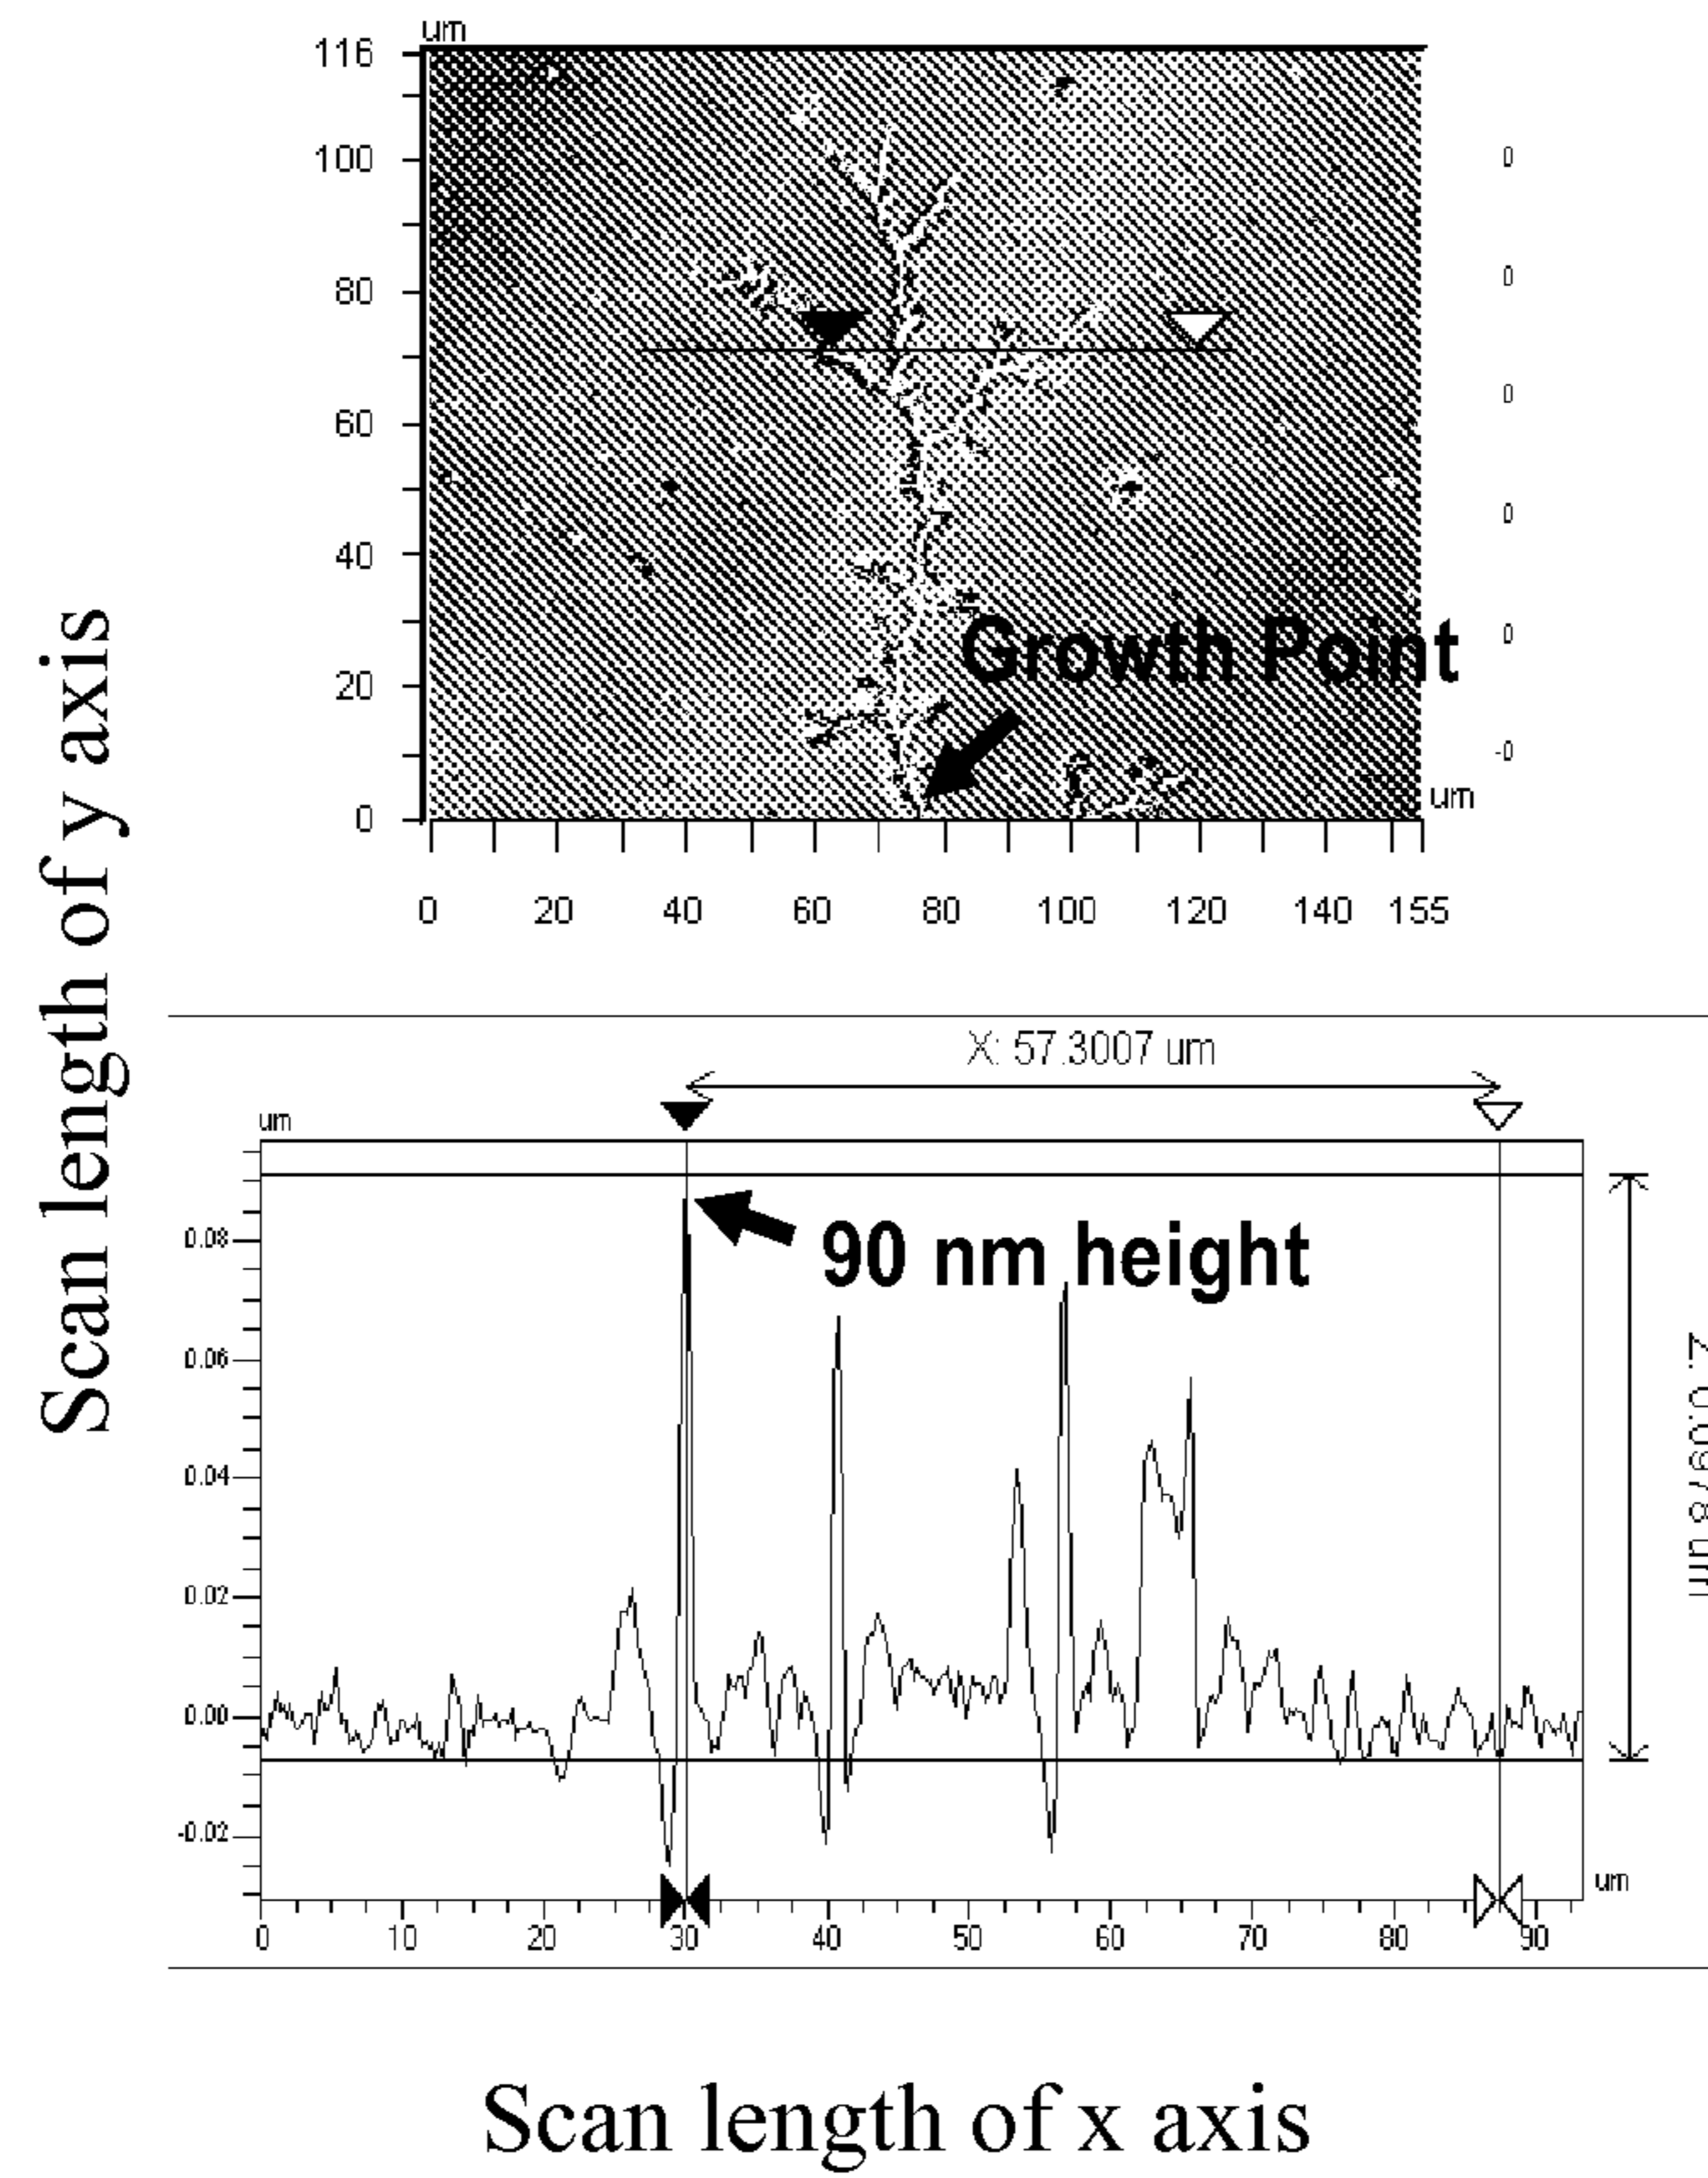 um
116
100
80
60
40
20
0
0
0
0
0
0
-0
Growth Point
um
0 20 40 60 80 100 120 140 155
Scan length of y axis
X: 57.3007 um
um
0.08
0.06
0.04
0.02
0.00
-0.02
90 nm height
Z: 0.0978 um
um
0 10 20 30 40 50 60 70 80 90
Scan length of x axis